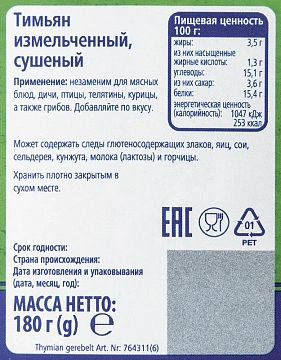 Тимьян
измельченный,
сушеный
Применение: незаменим для мясных
блюд, дичи, птицы, телятины, курицы,
а также грибов. Добавляйте по вкусу.
Пищевая ценность
100 г:
жиры: 3,5 г
из них насыщенные
жирные кислоты: 1,3 г
углеводы: 15,1 г
из них сахар: 3,6 г
белки: 15,4 г
энергетическая ценность
(калорийность): 1047 кДж
253 ккал
Может содержать следы глютеносодержащих злаков, яиц, сои,
сельдерея, кунжута, молока (лактозы) и горчицы.
Хранить плотно закрытым в
сухом месте.
EAC
01
PET
Срок годности:
Страна происхождения:
Дата изготовления и упаковывания
(дата, месяц, год):
МАССА НЕТТО:
180 г (g) ℮
Thymian gerebelt Art. Nr.: 764311(6)